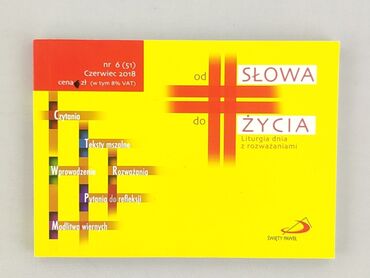 nr 6 (51)
Czerwiec 2018
cena zł (w tym 8% VAT)
od SŁOWA
do ŻYCIA
Liturgia dnia
z rozważaniami
Czytania
Teksty mszalne
Wprowadzenie Rozważania
Pytania do refleksji
Modlitwa wiernych
ŚWIĘTY PAWEŁ